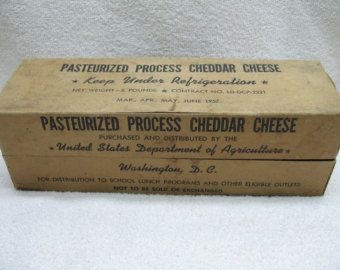 PASTEURIZED PROCESS CHEDDAR CHEESE
★ Keep Under Refrigeration ★
NET WEIGHT - 5 POUNDS ★ CONTRACT NO.
MAR., APR., MAY, JUNE 1957
PASTEURIZED PROCESS CHEDDAR CHEESE
PURCHASED AND DISTRIBUTED BY THE
★ United States Department of Agriculture ★
Washington, D. C.
FOR DISTRIBUTION TO SCHOOL LUNCH PROGRAMS AND OTHER ELIGIBLE OUTLETS
NOT TO BE SOLD OR EXCHANGED